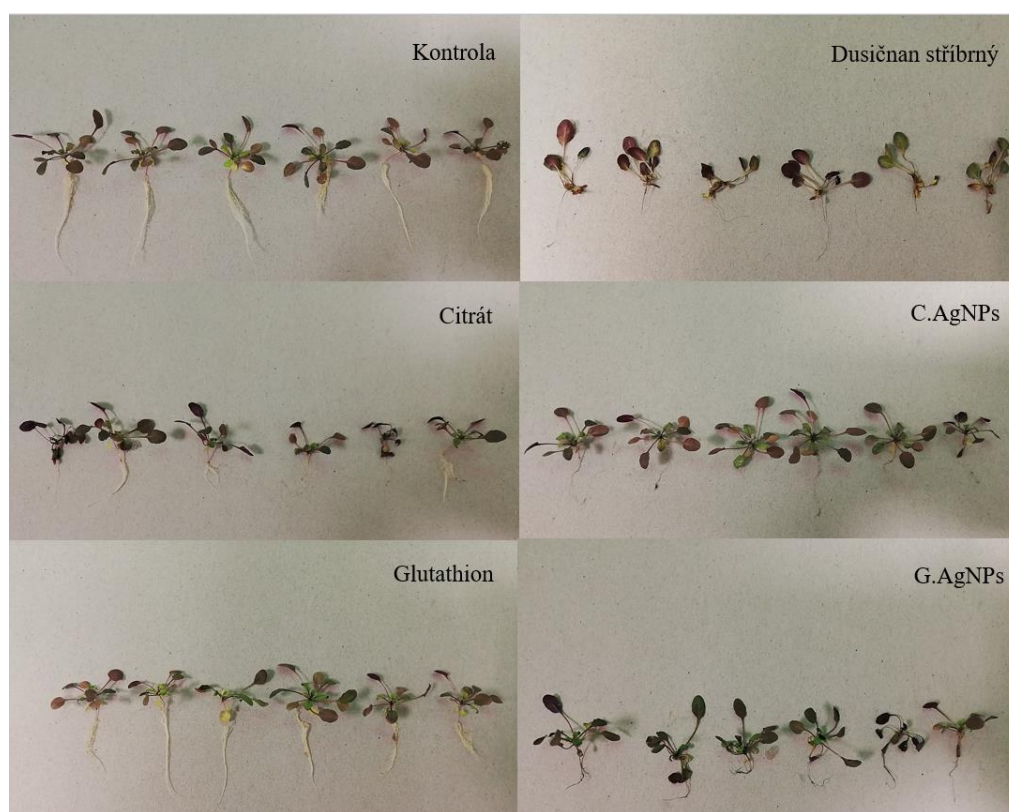 Kontrola
Dusičnan stříbrný
Citrát
C.AgNPs
Glutathion
G.AgNPs